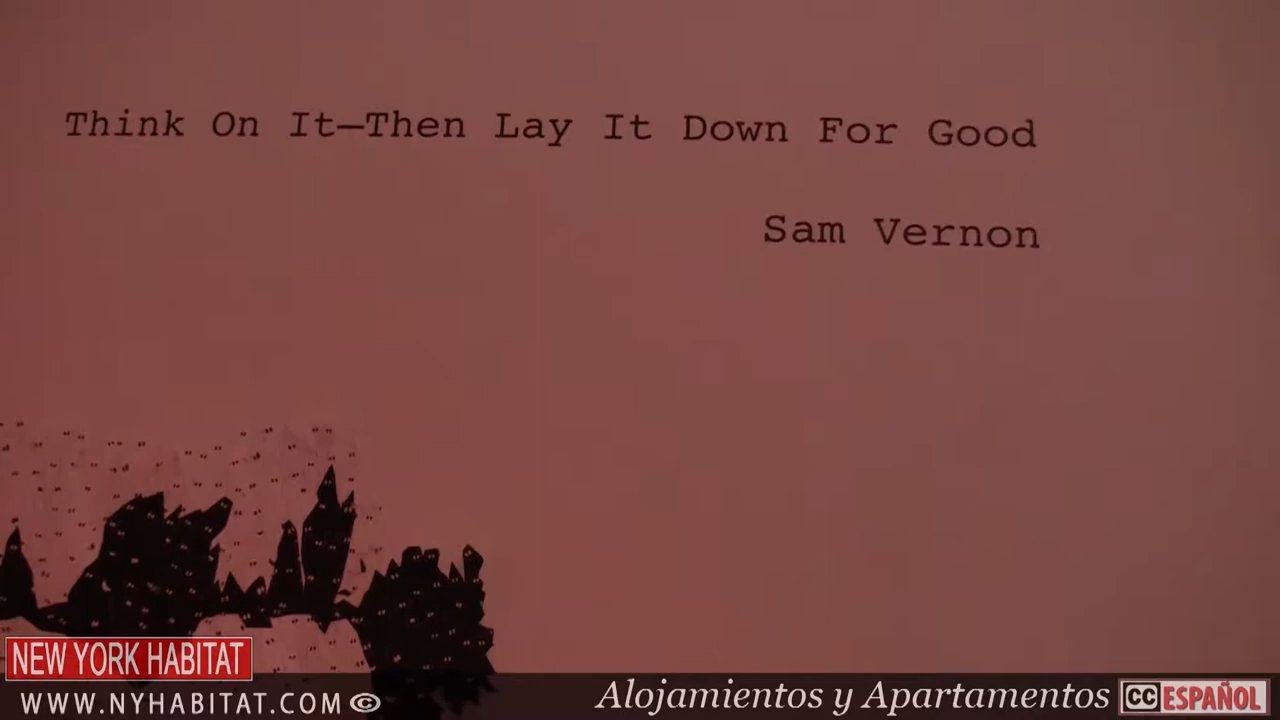 Think On It—Then Lay It Down For Good
Sam Vernon
NEW YORK HABITAT
WWW.NYHABITAT.COM ©
Alojamientos y Apartamentos CC ESPAÑOL